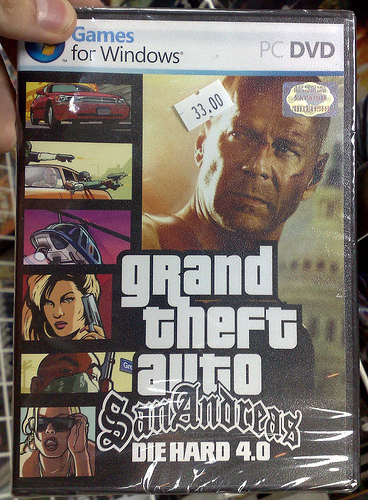 Games
for Windows®
PC DVD
33.00
grand
theft
auto
San Andreas
DIE HARD 4.0